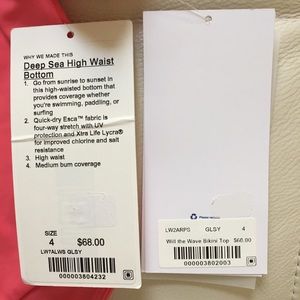 WHY WE MADE THIS
Deep Sea High Waist
Bottom
1. Go from sunrise to sunset in
this high-waisted bottom that
provides coverage whether
you're swimming, paddling, or
surfing
2. Quick-dry Esca™ fabric is
four-way stretch with UV
protection and Xtra Life Lycra®
for improved chlorine and salt
resistance
3. High waist
4. Medium bum coverage
SIZE
4 $68.00
LW7ALWS GLSY
000003804232
LW2ARPS GLSY 4
Will the Wave Bikini Top $60.00
000003802003